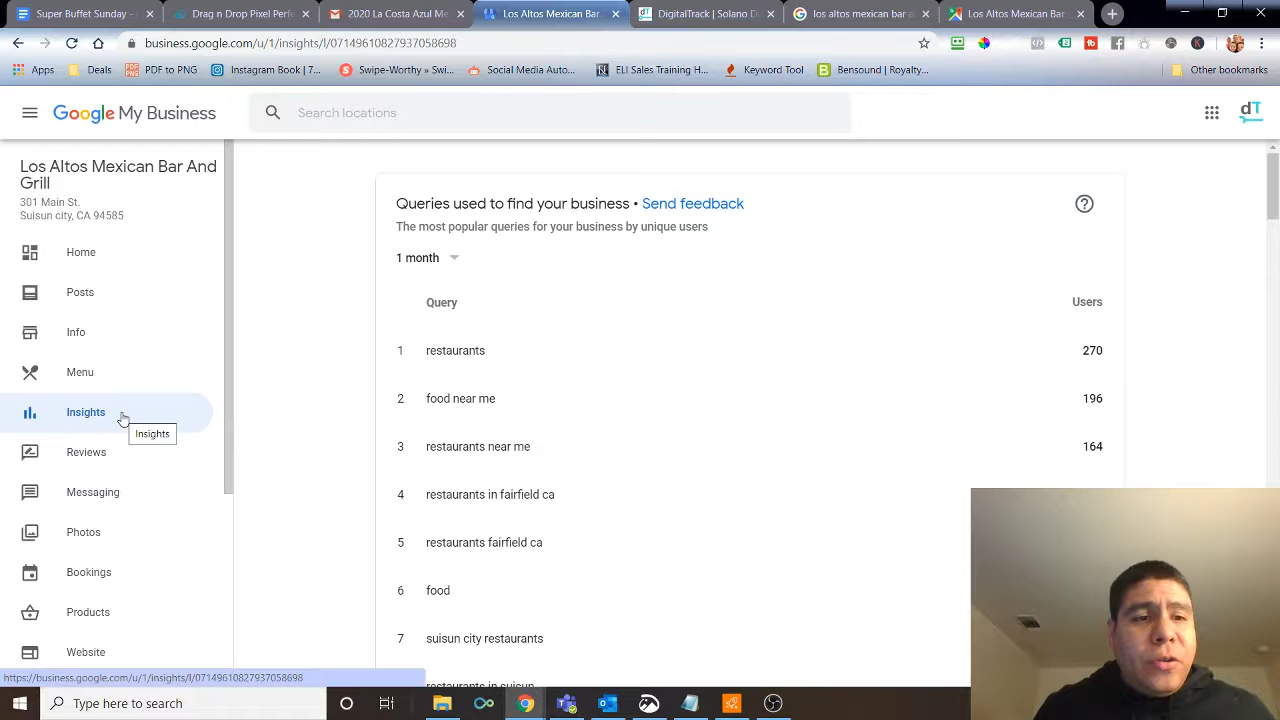 Super Buffet Sunday -
Drag n Drop Pixel Perfe
2020 La Costa Azul Me
Los Altos Mexican Bar
DigitalTrack | Solano D
los altos mexican bar a
Los Altos Mexican Bar
business.google.com/u/1/insights/l/07149610827937058698
Apps
Deals
PDF to PNG
Instagram Book | 7...
Swipe-Worthy » Swi...
Social Media Auto...
ELI Sales Training H...
Keyword Tool
Bensound | Royalty...
Other bookmarks
Google My Business
Search locations
dT
Los Altos Mexican Bar And
Grill
301 Main St.
Suisun city, CA 94585
Home
Posts
Info
Menu
Insights
Insights
Reviews
Messaging
Photos
Bookings
Products
Website
Queries used to find your business • Send feedback
The most popular queries for your business by unique users
1 month
Query Users
1 restaurants 270
2 food near me 196
3 restaurants near me 164
4 restaurants in fairfield ca
5 restaurants fairfield ca
6 food
7 suisun city restaurants
restaurants in suisun
https://business.google.com/u/1/insights/l/07149610827937058698
Type here to search